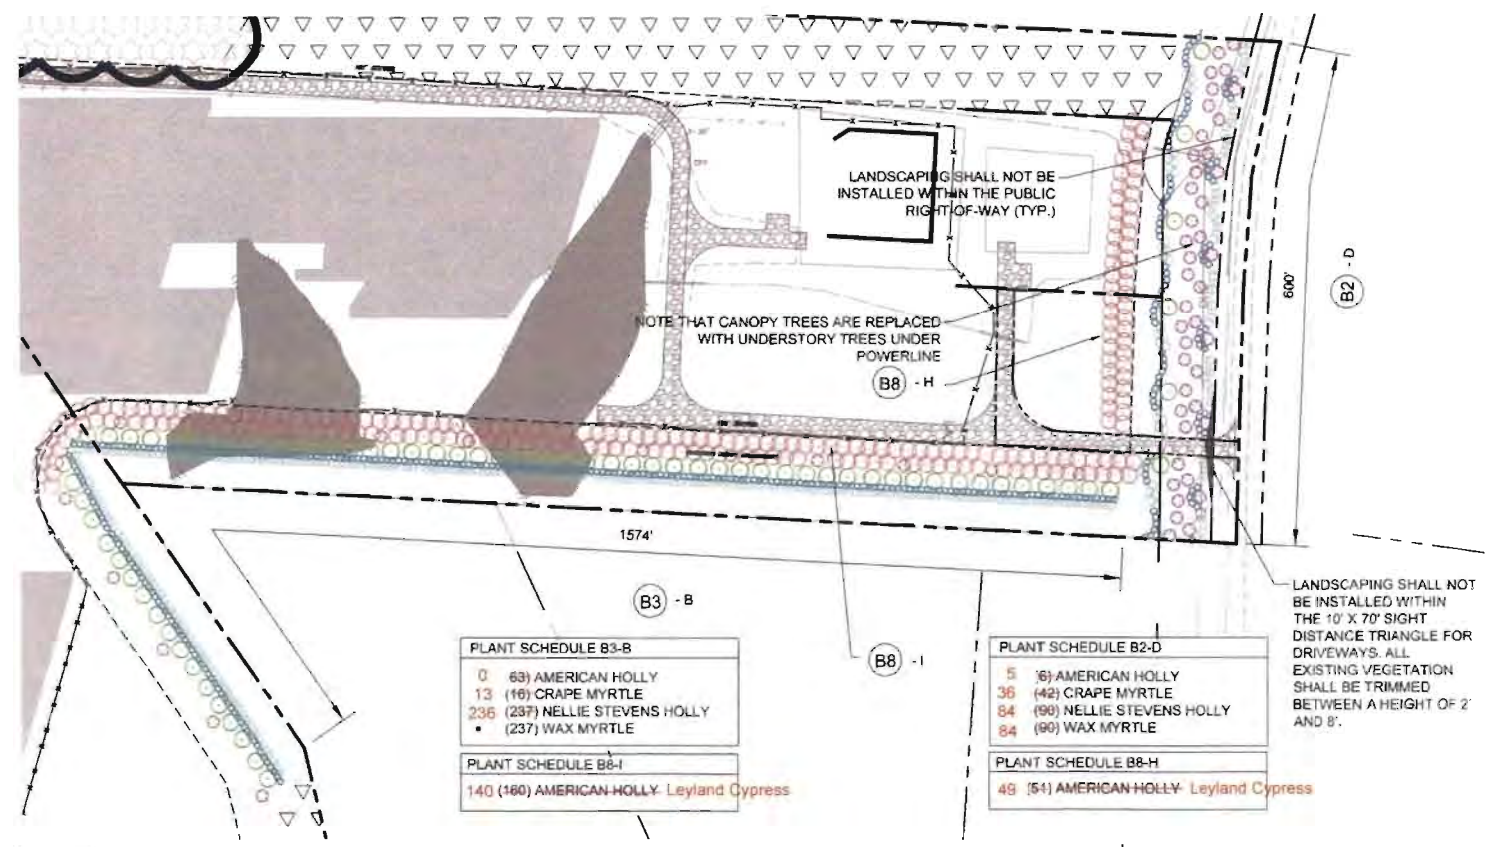 LANDSCAPING SHALL NOT BE
INSTALLED WITHIN THE PUBLIC
RIGHT-OF-WAY (TYP.)
B2 - D
600'
NOTE THAT CANOPY TREES ARE REPLACED
WITH UNDERSTORY TREES UNDER
POWERLINE
B8 - H
1574'
B3 - B
B8 - I
LANDSCAPING SHALL NOT
BE INSTALLED WITHIN
THE 10' X 70' SIGHT
DISTANCE TRIANGLE FOR
DRIVEWAYS. ALL
EXISTING VEGETATION
SHALL BE TRIMMED
BETWEEN A HEIGHT OF 2'
AND 8'.
PLANT SCHEDULE B3-B
0 63) AMERICAN HOLLY
13 (16) CRAPE MYRTLE
236 (237) NELLIE STEVENS HOLLY
• (237) WAX MYRTLE
PLANT SCHEDULE B8-I
140 (160) AMERICAN HOLLY Leyland Cypress
PLANT SCHEDULE B2-D
5 (6) AMERICAN HOLLY
36 (42) CRAPE MYRTLE
84 (90) NELLIE STEVENS HOLLY
84 (90) WAX MYRTLE
PLANT SCHEDULE B8-H
49 (51) AMERICAN HOLLY Leyland Cypress